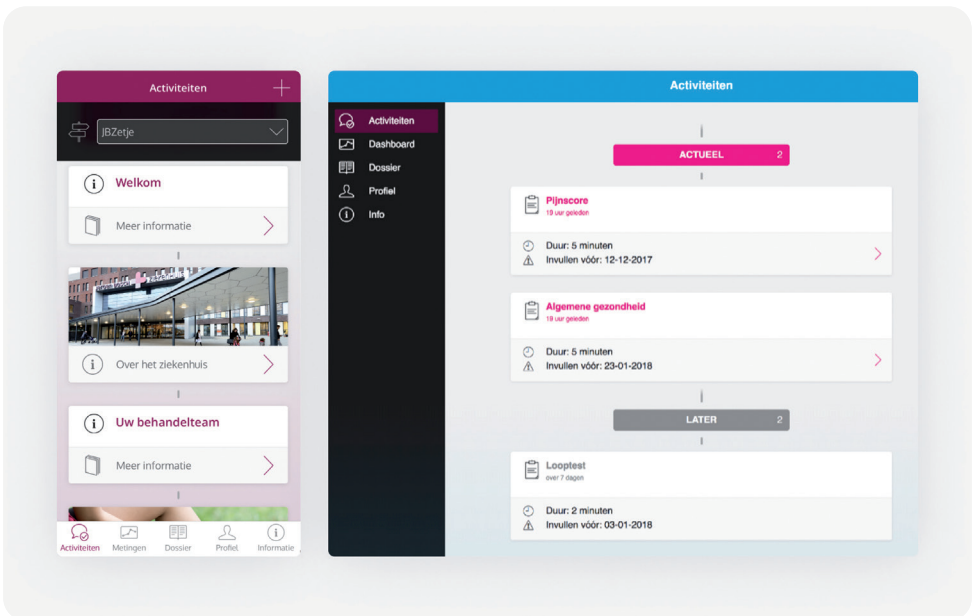 Activiteiten
JBZetje
Welkom
Meer informatie
Over het ziekenhuis
Uw behandelteam
Meer informatie
Activiteiten
Metingen
Dossier
Profiel
Informatie
Activiteiten
Activiteiten
Dashboard
Dossier
Profiel
Info
ACTUEEL 2
Pijnscore
19 uur geleden
Duur: 5 minuten
Invullen vóór: 12-12-2017
Algemene gezondheid
19 uur geleden
Duur: 5 minuten
Invullen vóór: 23-01-2018
LATER 2
Looptest
over 7 dagen
Duur: 2 minuten
Invullen vóór: 03-01-2018